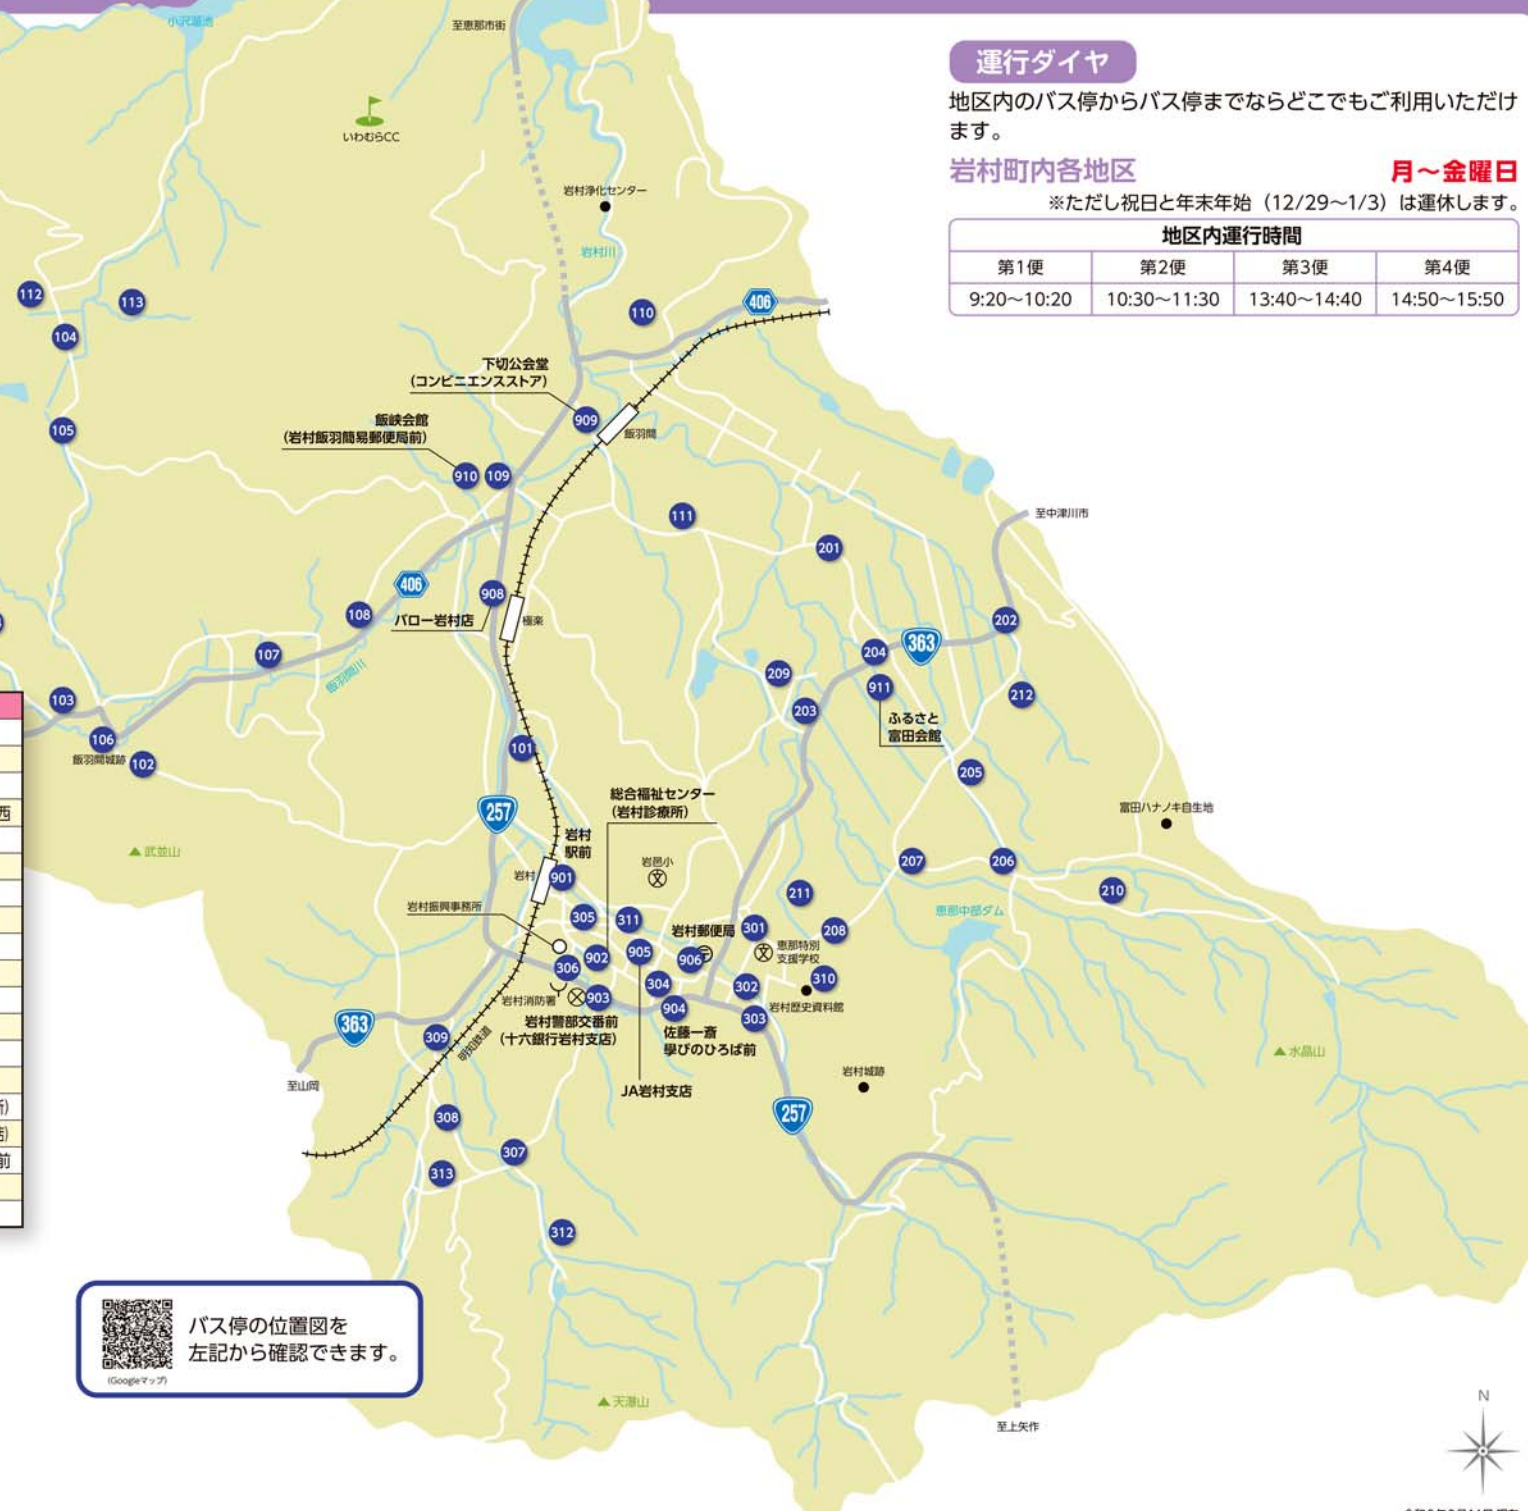 小沢溜池
至恵那市街
いわむらCC
岩村浄化センター
岩村川
運行ダイヤ
地区内のバス停からバス停までならどこでもご利用いただけ
ます。
岩村町内各地区
月～金曜日
※ただし祝日と年末年始（12/29～1/3）は運休します。
地区内運行時間
第1便 第2便 第3便 第4便
9:20～10:20 10:30～11:30 13:40～14:40 14:50～15:50
112
113
104
110
406
下切公会堂
（コンビニエンスストア）
909
飯羽間
105
飯峡会館
（岩村飯羽間簡易郵便局前）
910
109
111
至中津川市
201
406
908
バロー岩村店
極楽
108
107
飯羽間川
202
363
204
209
911
212
203
ふるさと
富田会館
103
106
飯羽間城跡
102
101
205
257
総合福祉センター
（岩村診療所）
富田ハナノキ自生地
武並山
岩村
駅前
岩村
901
岩邑小
文
207
206
210
211
岩村振興事務所
305
311
岩村郵便局
301
208
恵那中部ダム
902
905
906
文
恵那特別
支援学校
306
304
302
310
岩村消防署
903
904
303
岩村歴史資料館
岩村警部交番前
（十六銀行岩村支店）
佐藤一斎
學びのひろば前
363
309
明知鉄道
JA岩村支店
岩村城跡
水晶山
至山岡
257
308
307
313
312
西
前
バス停の位置図を
左記から確認できます。
(Googleマップ)
天瀑山
至上矢作
N